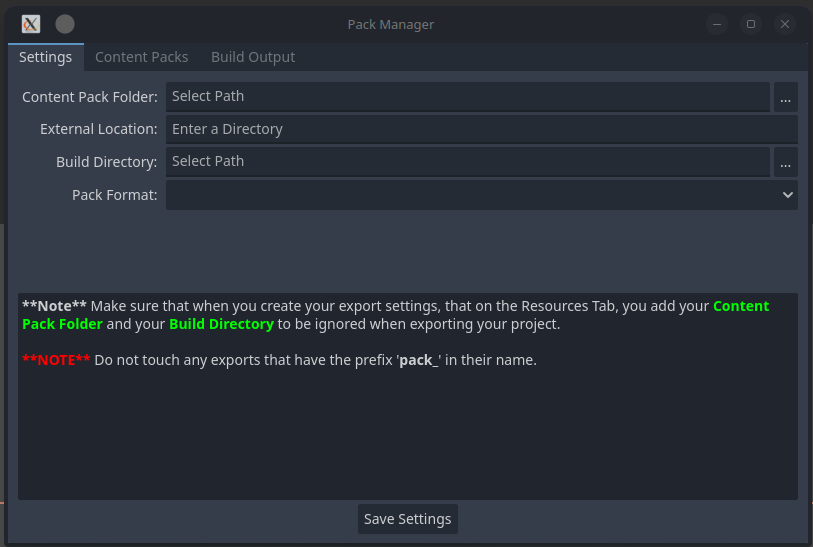 Pack Manager
Settings Content Packs Build Output
Content Pack Folder: Select Path ...
External Location: Enter a Directory
Build Directory: Select Path ...
Pack Format:
**Note** Make sure that when you create your export settings, that on the Resources Tab, you add your Content
Pack Folder and your Build Directory to be ignored when exporting your project.
**NOTE** Do not touch any exports that have the prefix 'pack_' in their name.
Save Settings